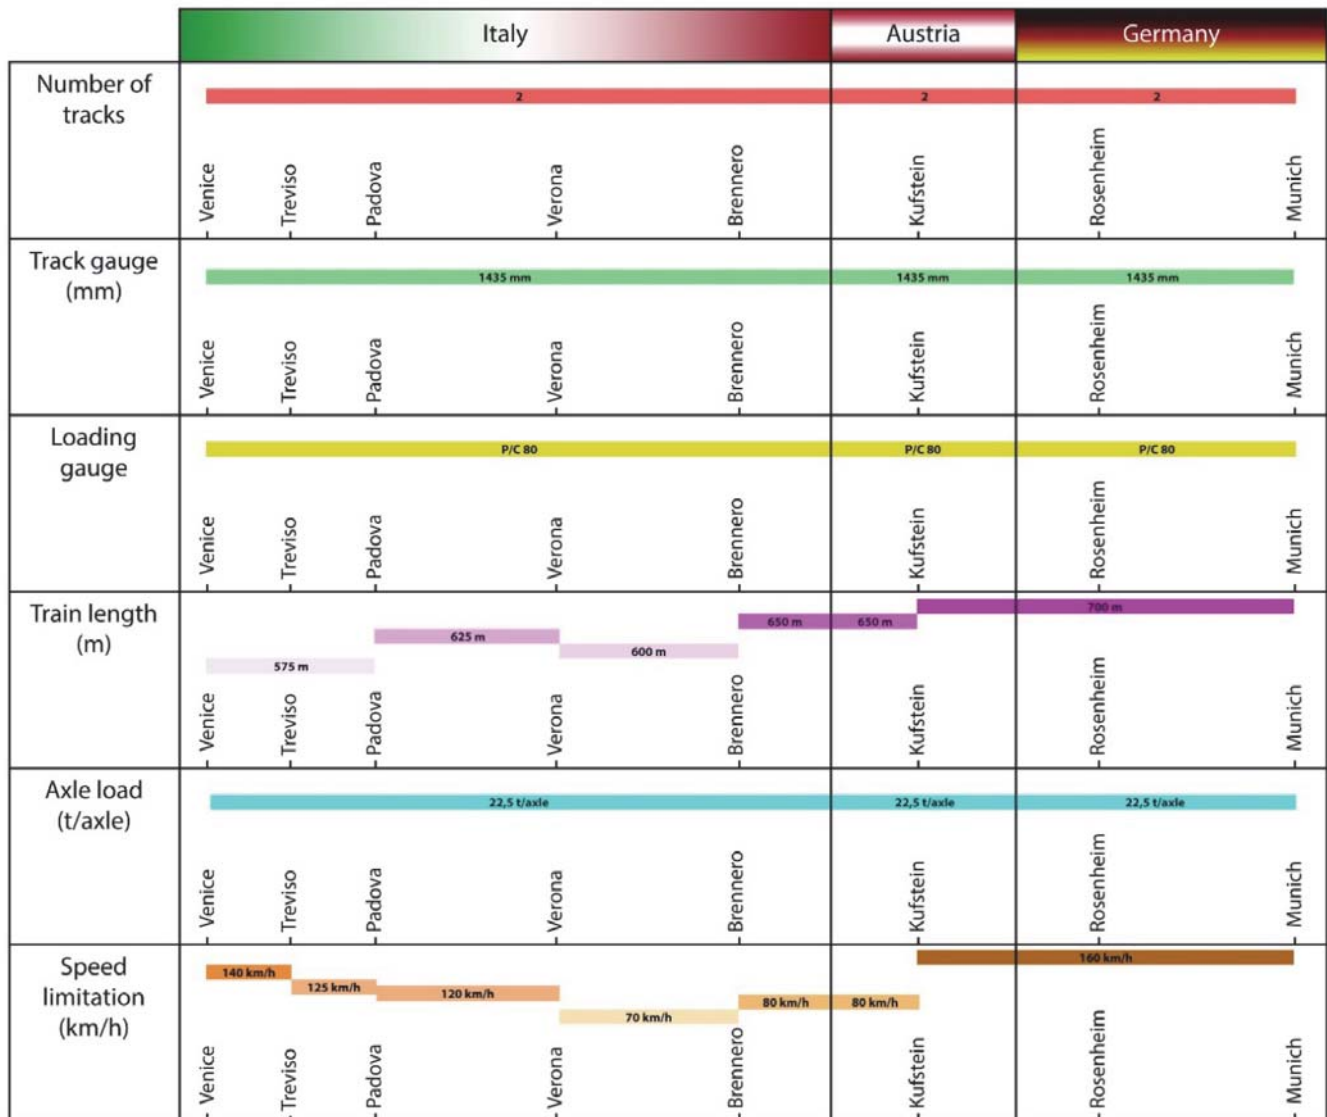 Italy
Austria
Germany
Number of
tracks
2
2
2
Venice
Treviso
Padova
Verona
Brennero
Kufstein
Rosenheim
Munich
Track gauge
(mm)
1435 mm
1435 mm
1435 mm
Venice
Treviso
Padova
Verona
Brennero
Kufstein
Rosenheim
Munich
Loading
gauge
P/C 80
P/C 80
P/C 80
Venice
Treviso
Padova
Verona
Brennero
Kufstein
Rosenheim
Munich
Train length
(m)
575 m
625 m
600 m
650 m
650 m
700 m
Venice
Treviso
Padova
Verona
Brennero
Kufstein
Rosenheim
Munich
Axle load
(t/axle)
22,5 t/axle
22,5 t/axle
22,5 t/axle
Venice
Treviso
Padova
Verona
Brennero
Kufstein
Rosenheim
Munich
Speed
limitation
(km/h)
140 km/h
125 km/h
120 km/h
70 km/h
80 km/h
80 km/h
160 km/h
Venice
Treviso
Padova
Verona
Brennero
Kufstein
Rosenheim
Munich